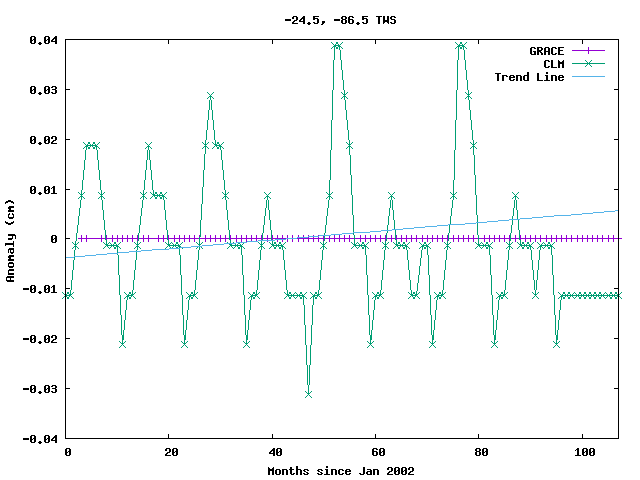 -24.5, -86.5 TWS
0.04
0.03
0.02
0.01
0
-0.01
-0.02
-0.03
-0.04
Anomaly (cm)
GRACE
CLM
Trend Line
0 20 40 60 80 100
Months since Jan 2002